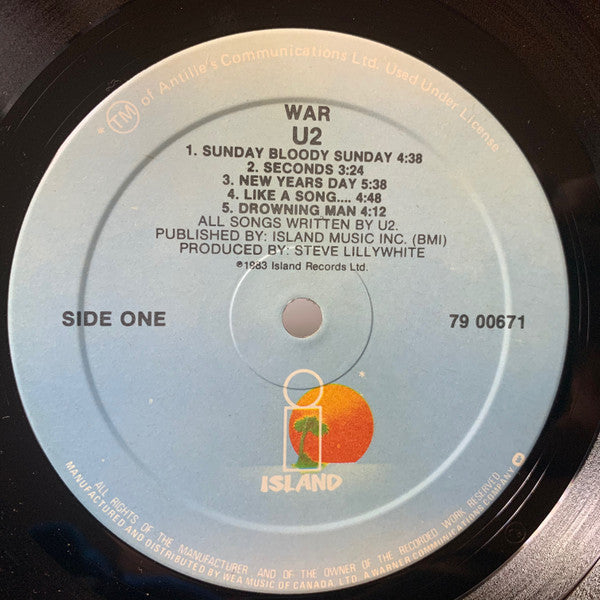 * TM of Antille's Communications Ltd. Used Under License
WAR
U2
1. SUNDAY BLOODY SUNDAY 4:38
2. SECONDS 3:24
3. NEW YEARS DAY 5:38
4. LIKE A SONG.... 4:48
5. DROWNING MAN 4:12
ALL SONGS WRITTEN BY U2.
PUBLISHED BY: ISLAND MUSIC INC. (BMI)
PRODUCED BY: STEVE LILLYWHITE
℗1983 Island Records Ltd.
SIDE ONE
79 00671
i *
ISLAND
ALL RIGHTS OF THE MANUFACTURER AND OF THE OWNER OF THE RECORDED WORK RESERVED
MANUFACTURED AND DISTRIBUTED BY WEA MUSIC OF CANADA, LTD. A WARNER COMMUNICATIONS COMPANY